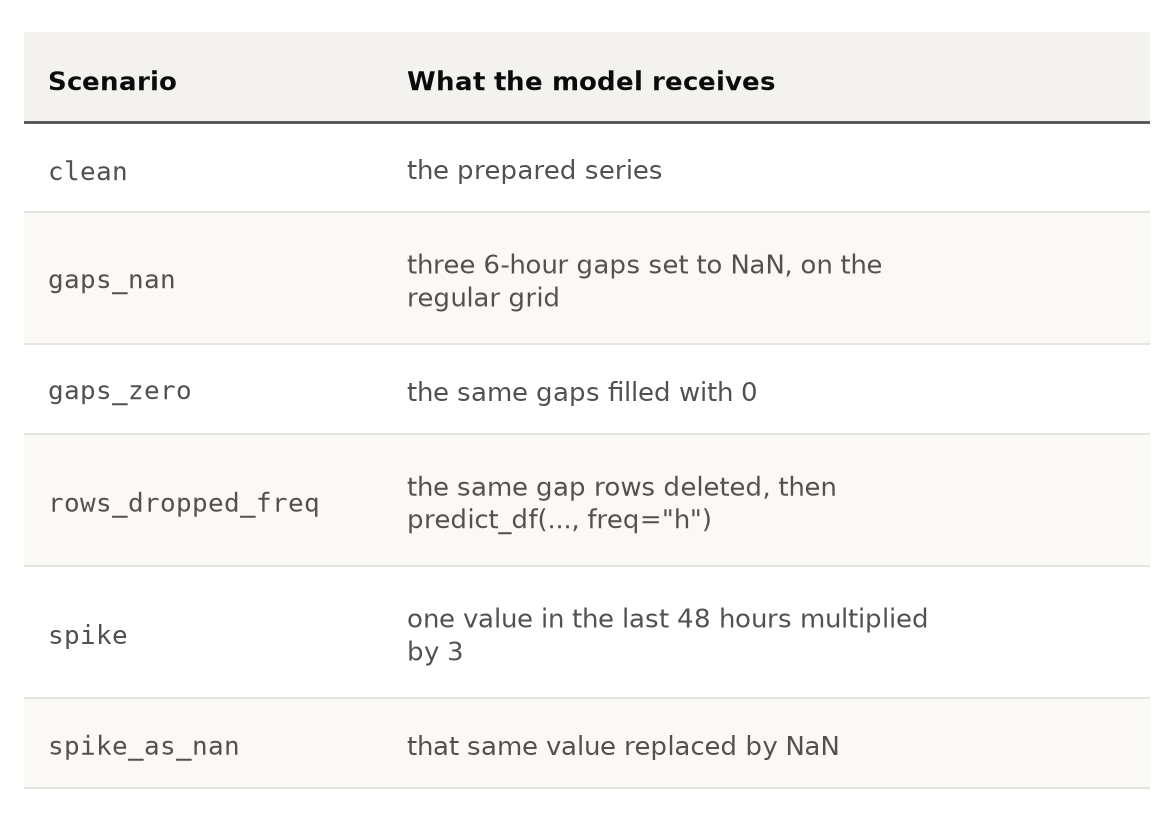 Scenario What the model receives
clean the prepared series
gaps_nan three 6-hour gaps set to NaN, on the
regular grid
gaps_zero the same gaps filled with 0
rows_dropped_freq the same gap rows deleted, then
predict_df(..., freq="h")
spike one value in the last 48 hours multiplied
by 3
spike_as_nan that same value replaced by NaN